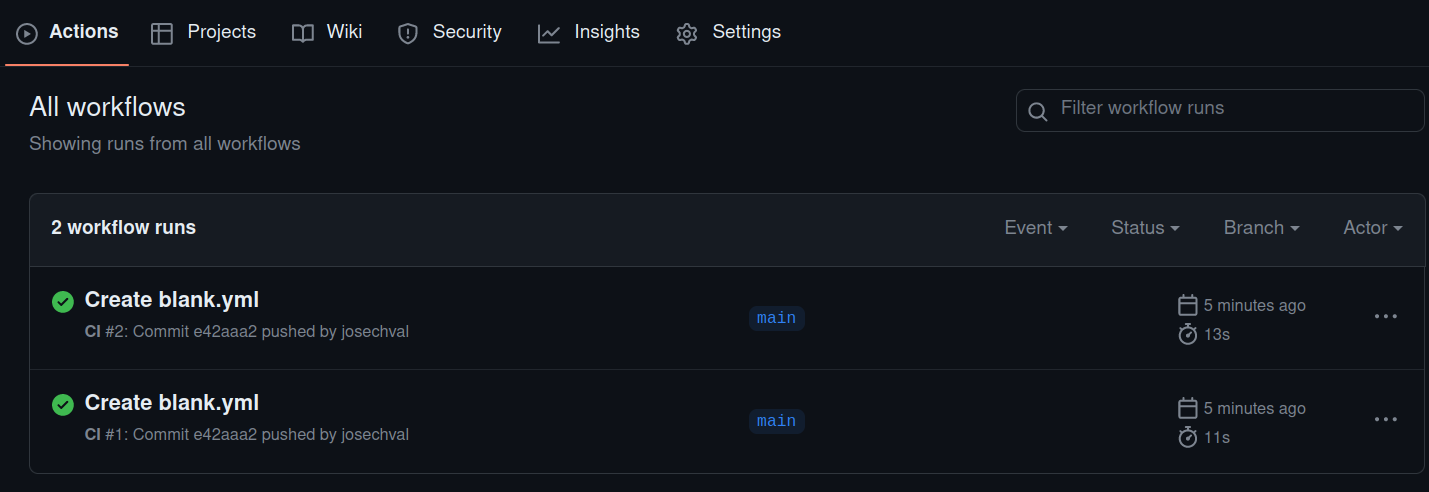 Actions Projects Wiki Security Insights Settings
All workflows
Filter workflow runs
Showing runs from all workflows
2 workflow runs Event Status Branch Actor
Create blank.yml
CI #2: Commit e42aaa2 pushed by josechval
main
5 minutes ago
13s
Create blank.yml
CI #1: Commit e42aaa2 pushed by josechval
main
5 minutes ago
11s